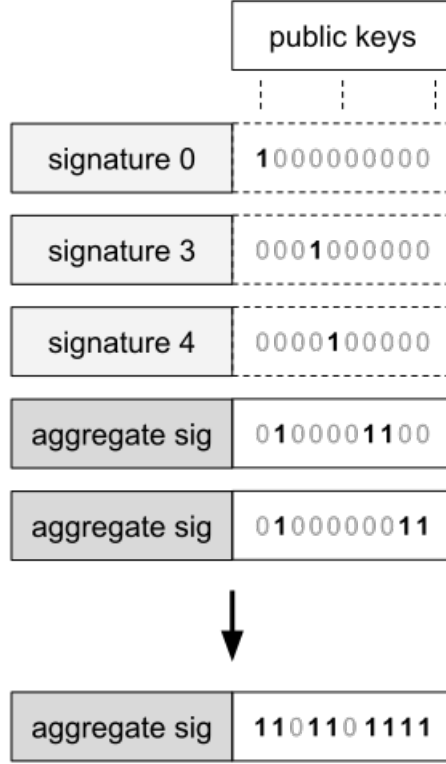 public keys
signature 0 1000000000
signature 3 0001000000
signature 4 0000100000
aggregate sig 0100001100
aggregate sig 0100000011
aggregate sig 1101101111